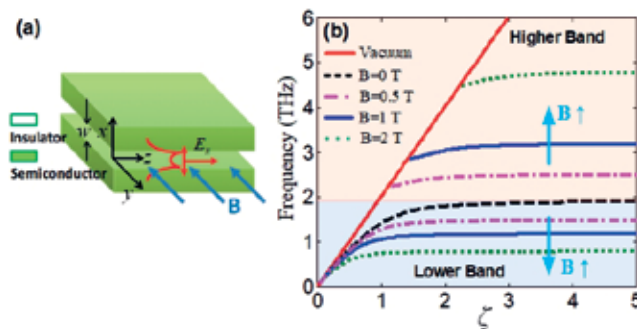 (a)
Insulator
Semiconductor
W
X
z
Y
B
(b)
Frequency (THz)
6
5
4
3
2
1
0
Vacuum
B=0 T
B=0.5 T
B=1 T
B=2 T
Higher Band
B ↑
B ↑
Lower Band
0
1
2
3
4
5
ζ